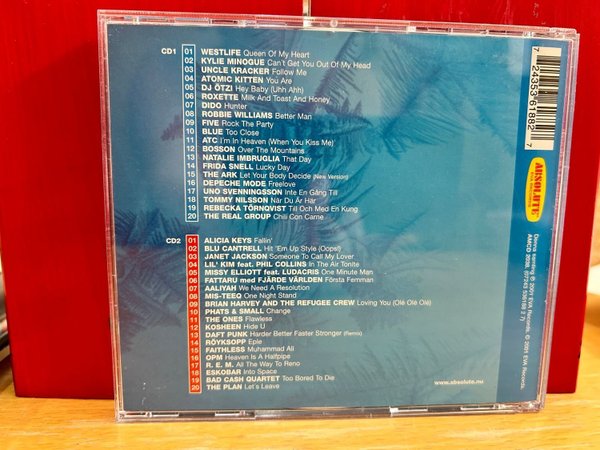 CD1
01 WESTLIFE Queen Of My Heart
02 KYLIE MINOGUE Can't Get You Out Of My Head
03 UNCLE KRACKER Follow Me
04 ATOMIC KITTEN You Are
05 DJ ÖTZI Hey Baby (Uhh Ahh)
06 ROXETTE Milk And Toast And Honey
07 DIDO Hunter
08 ROBBIE WILLIAMS Better Man
09 FIVE Rock The Party
10 BLUE Too Close
11 ATC I'm In Heaven (When You Kiss Me)
12 BOSSON Over The Mountains
13 NATALIE IMBRUGLIA That Day
14 FRIDA SNELL Lucky Day
15 THE ARK Let Your Body Decide (New Version)
16 DEPECHE MODE Freelove
17 UNO SVENNINGSSON Inte En Gång Till
18 TOMMY NILSSON När Du Är Här
19 REBECKA TÖRNQVIST Till Och Med En Kung
20 THE REAL GROUP Chili Con Carne
CD2
01 ALICIA KEYS Fallin'
02 BLU CANTRELL Hit 'Em Up Style (Oops!)
03 JANET JACKSON Someone To Call My Lover
04 LIL' KIM feat. PHIL COLLINS In The Air Tonite
05 MISSY ELLIOTT feat. LUDACRIS One Minute Man
06 FATTARU med FJÄRDE VÄRLDEN Första Femman
07 AALIYAH We Need A Resolution
08 MIS-TEEQ One Night Stand
09 BRIAN HARVEY AND THE REFUGEE CREW Loving You (Olé Olé Olé)
10 PHATS & SMALL Change
11 THE ONES Flawless
12 KOSHEEN Hide U
13 DAFT PUNK Harder Better Faster Stronger (Remix)
14 RÖYKSOPP Eple
15 FAITHLESS Muhammad Ali
16 OPM Heaven Is A Halfpipe
17 R. E. M. All The Way To Reno
18 ESKOBAR Into Space
19 BAD CASH QUARTET Too Bored To Die
20 THE PLAN Let's Leave
www.absolute.nu
7 24353 61882 7
ABSOLUTE
Denna samling ℗ 2001 EVA Records. © 2001 EVA Records.